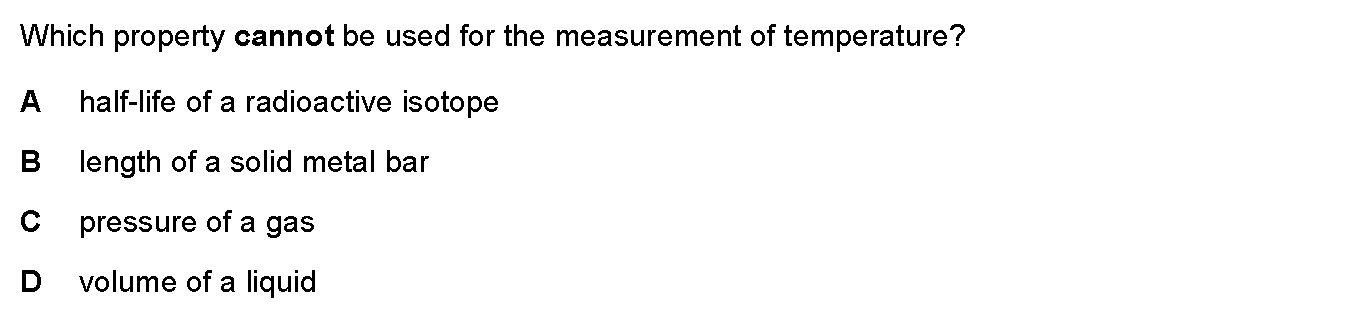 Which property cannot be used for the measurement of temperature?
A half-life of a radioactive isotope
B length of a solid metal bar
C pressure of a gas
D volume of a liquid